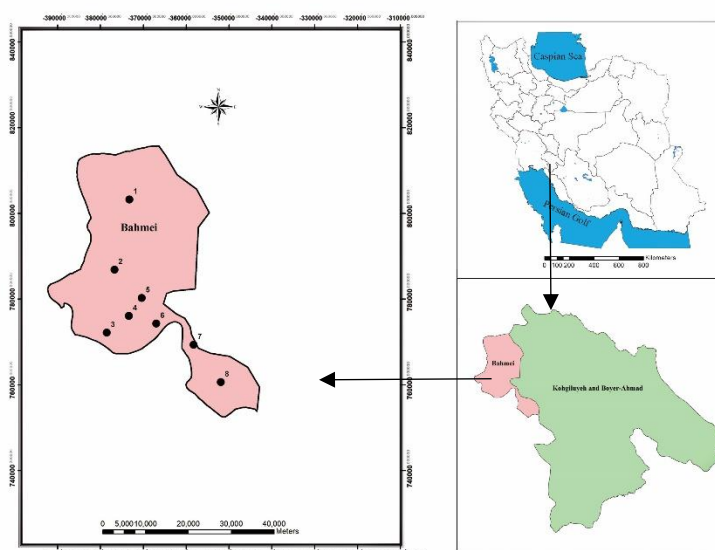 -390000 -380000 -370000 -360000 -350000 -340000 -330000 -320000 -310000
840000 840000
820000 820000
800000 800000
780000 780000
760000 760000
740000 740000
N
W E
S
1
Bahmei
2
5
4
3
6
7
8
0 5,000 10,000 20,000 30,000 40,000
Meters
Caspian Sea
Persian Golf
Kilometers
0 100 200 400 600 800
Bahmei
Kohgiluyeh and Boyer-Ahmad